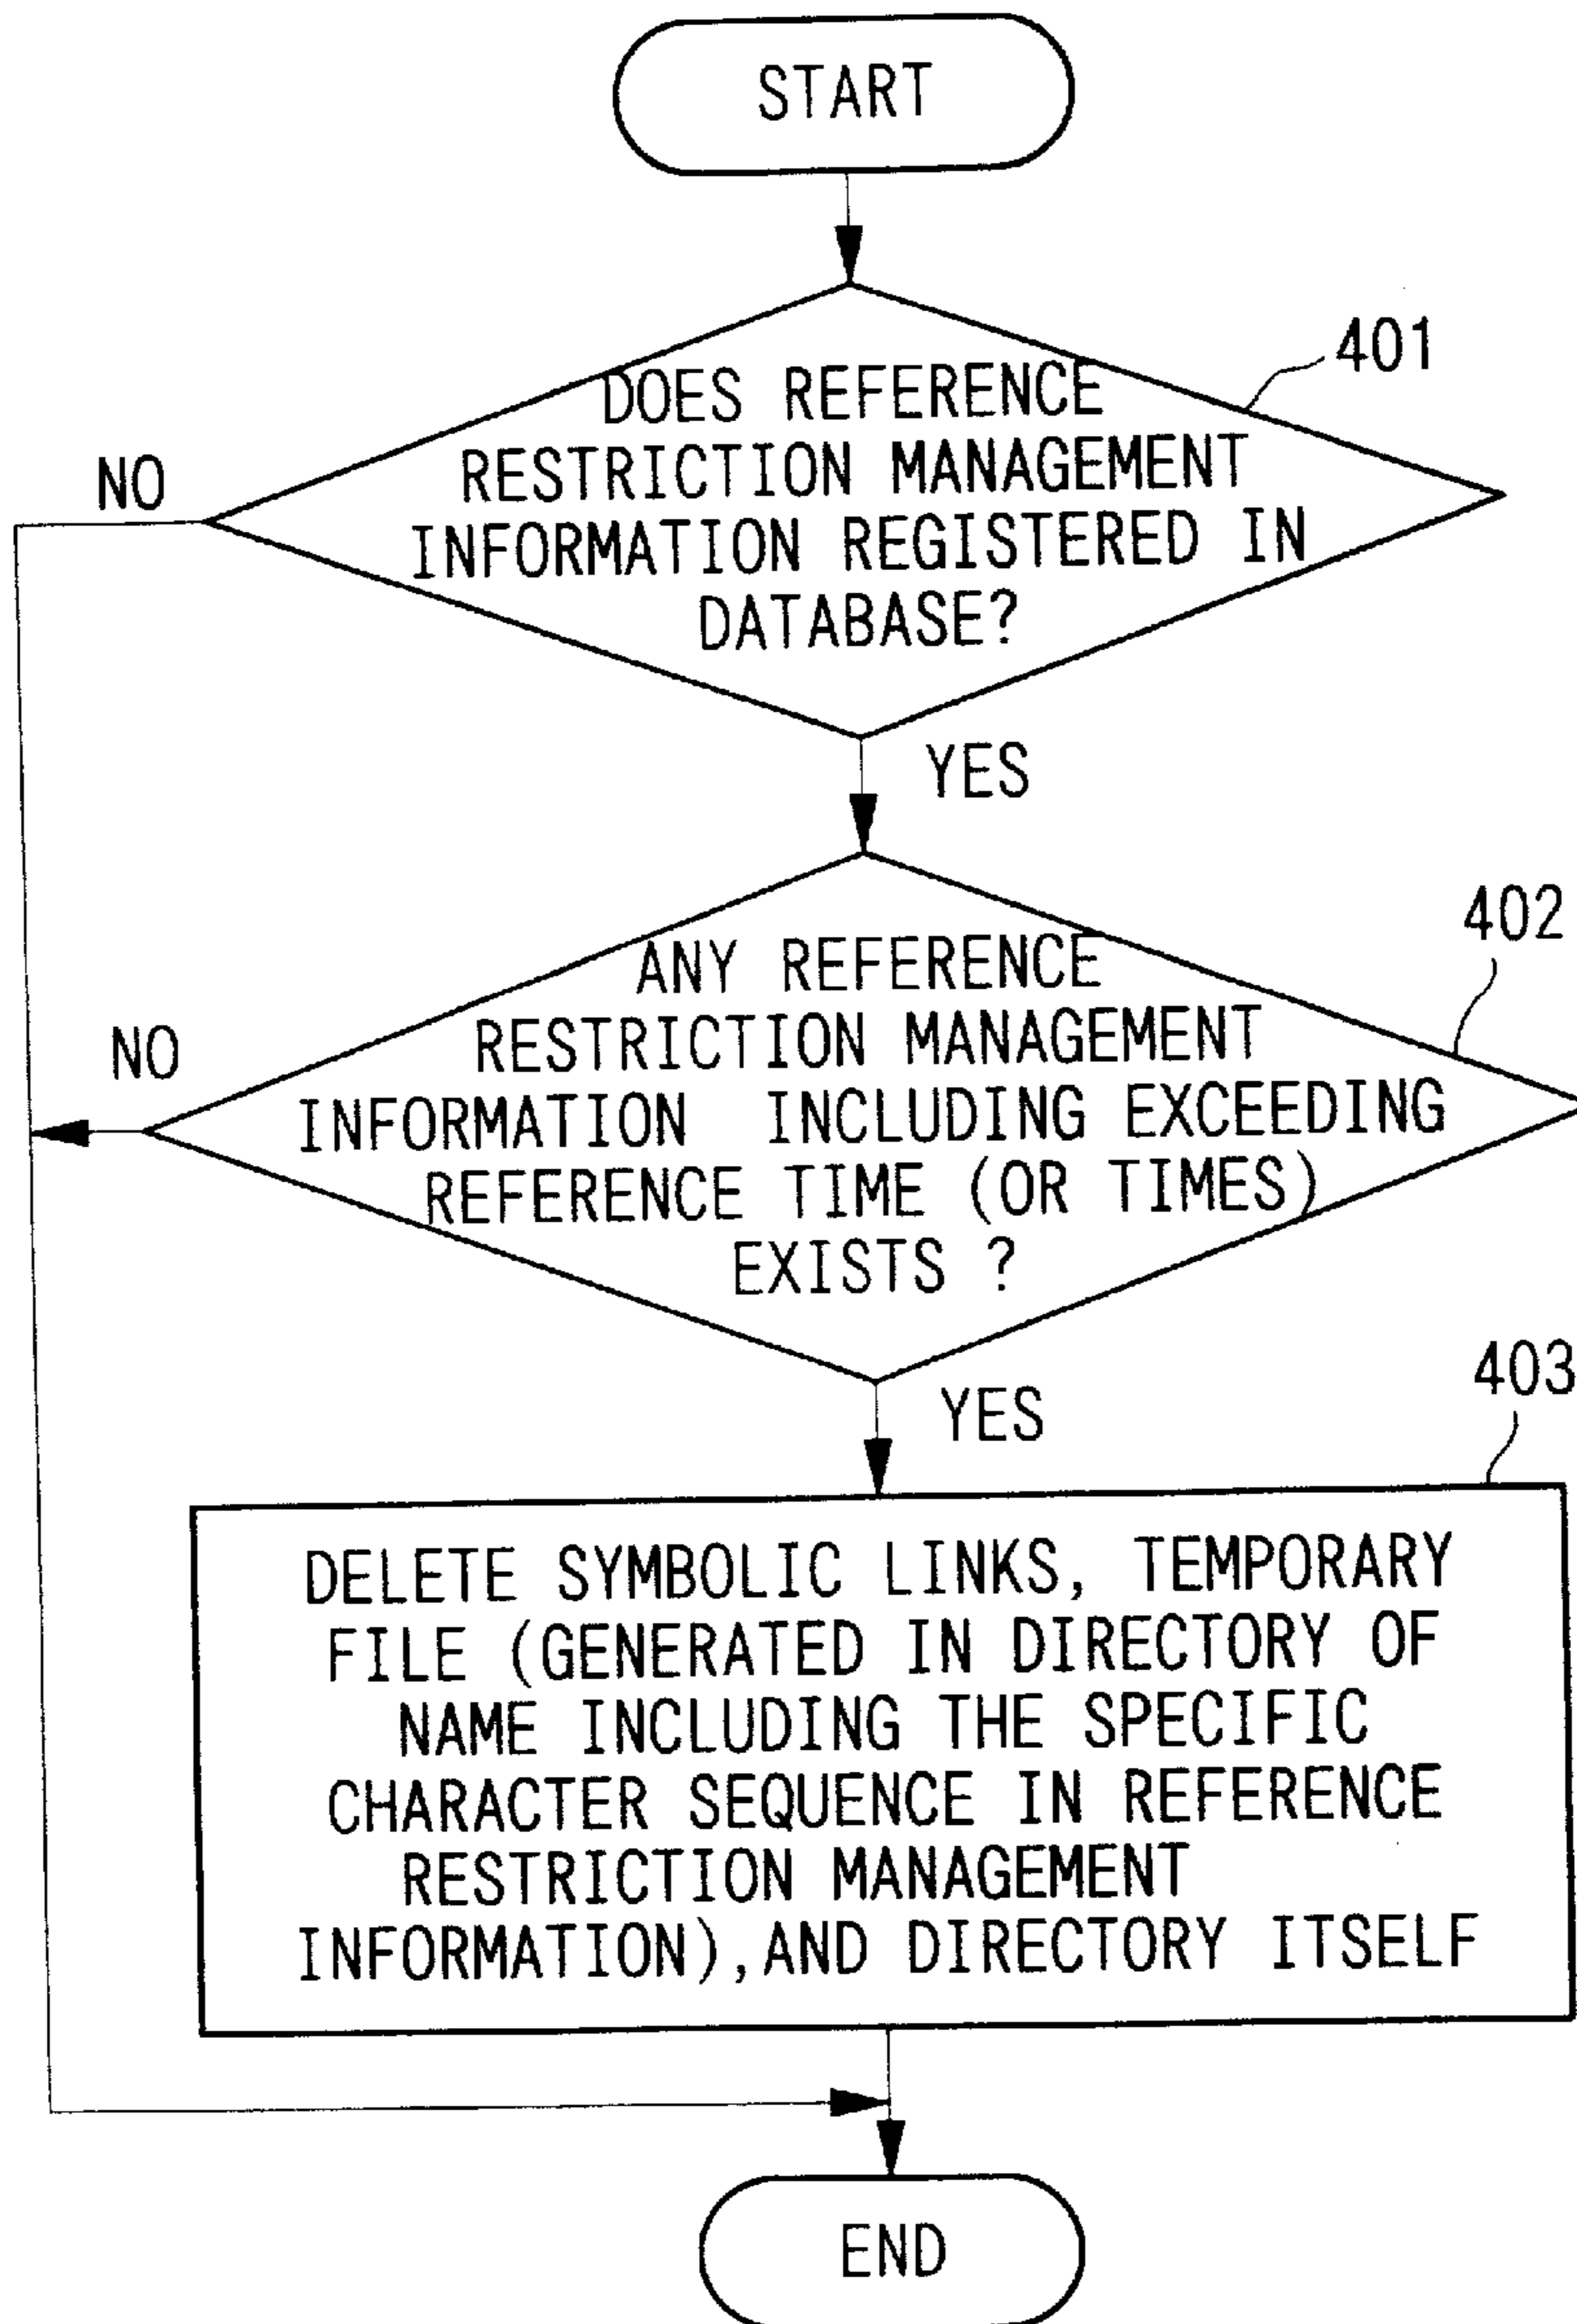 START
401
DOES REFERENCE
RESTRICTION MANAGEMENT
INFORMATION REGISTERED IN
DATABASE?
NO
YES
402
ANY REFERENCE
RESTRICTION MANAGEMENT
INFORMATION INCLUDING EXCEEDING
REFERENCE TIME (OR TIMES)
EXISTS ?
NO
YES
403
DELETE SYMBOLIC LINKS, TEMPORARY
FILE (GENERATED IN DIRECTORY OF
NAME INCLUDING THE SPECIFIC
CHARACTER SEQUENCE IN REFERENCE
RESTRICTION MANAGEMENT
INFORMATION), AND DIRECTORY ITSELF
END